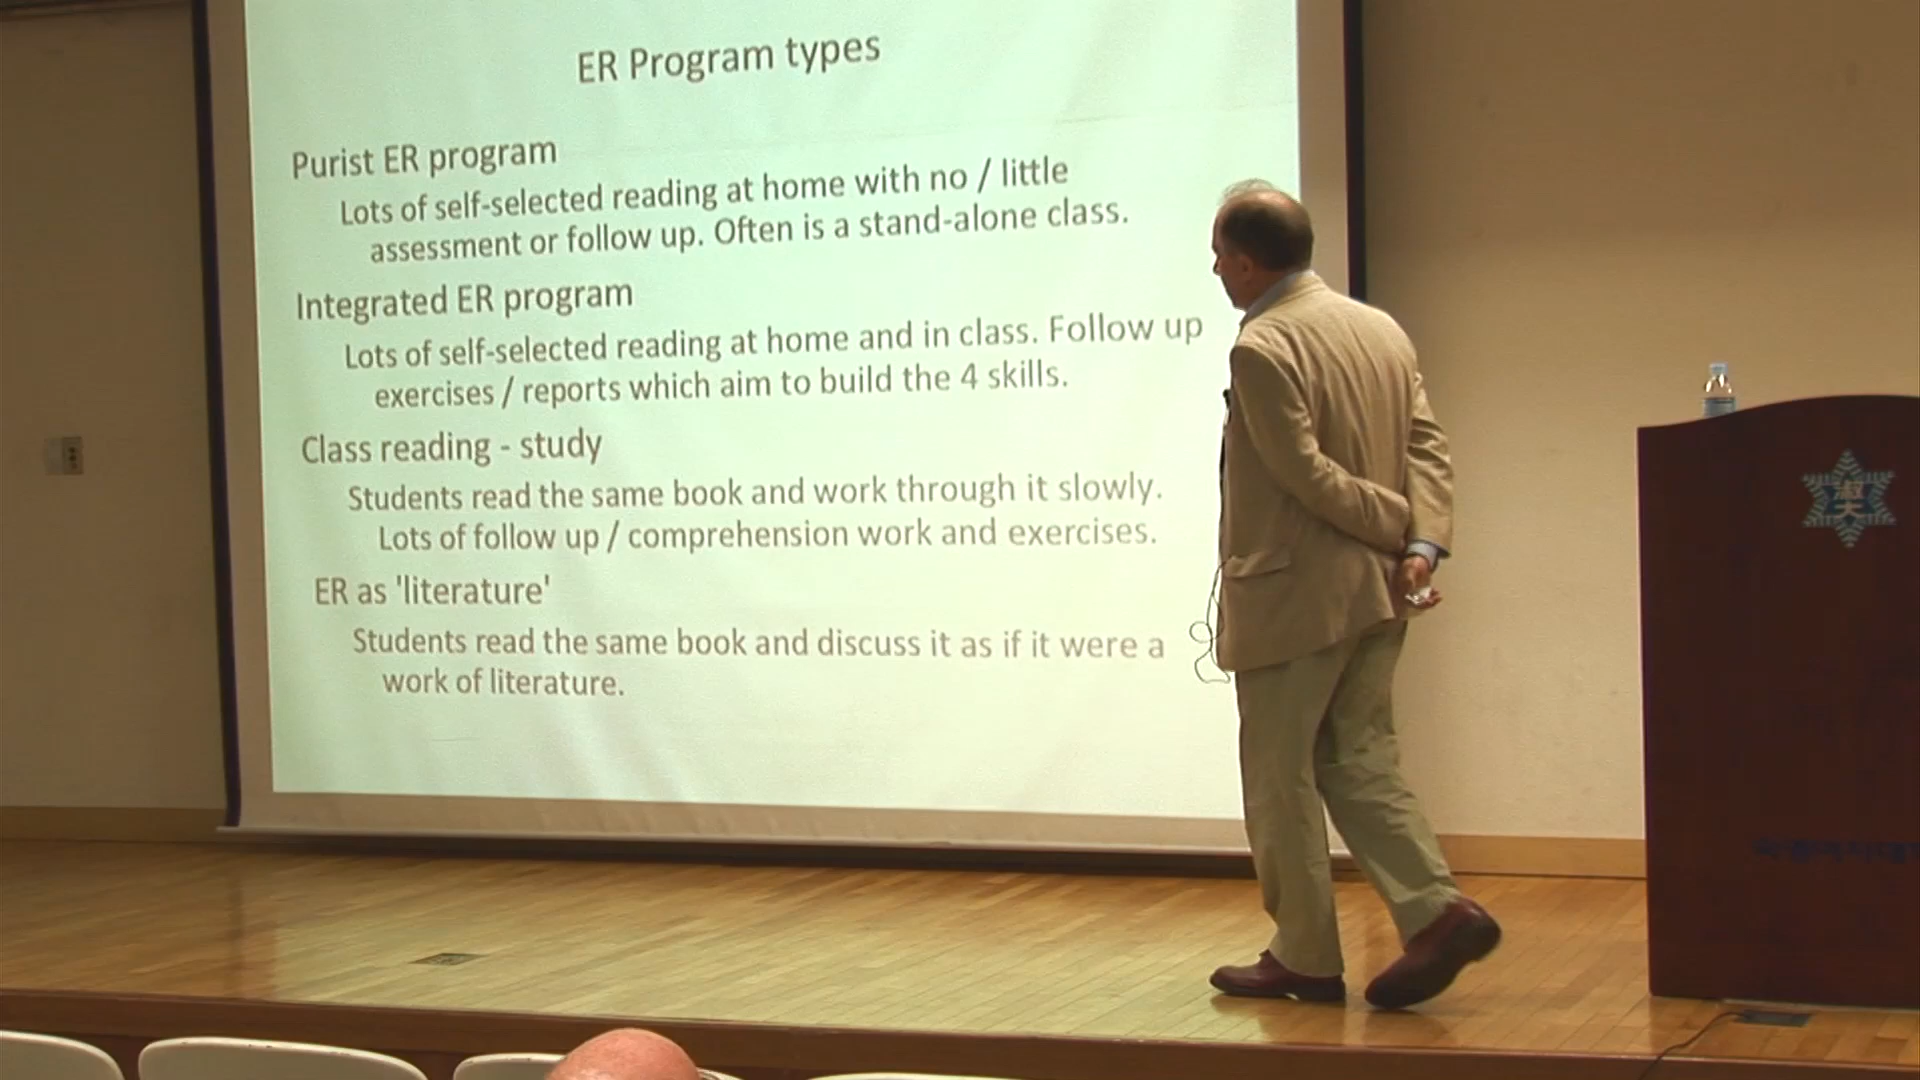 ER Program types
Purist ER program
Lots of self-selected reading at home with no / little
assessment or follow up. Often is a stand-alone class.
Integrated ER program
Lots of self-selected reading at home and in class. Follow up
exercises / reports which aim to build the 4 skills.
Class reading - study
Students read the same book and work through it slowly.
Lots of follow up / comprehension work and exercises.
ER as 'literature'
Students read the same book and discuss it as if it were a
work of literature.